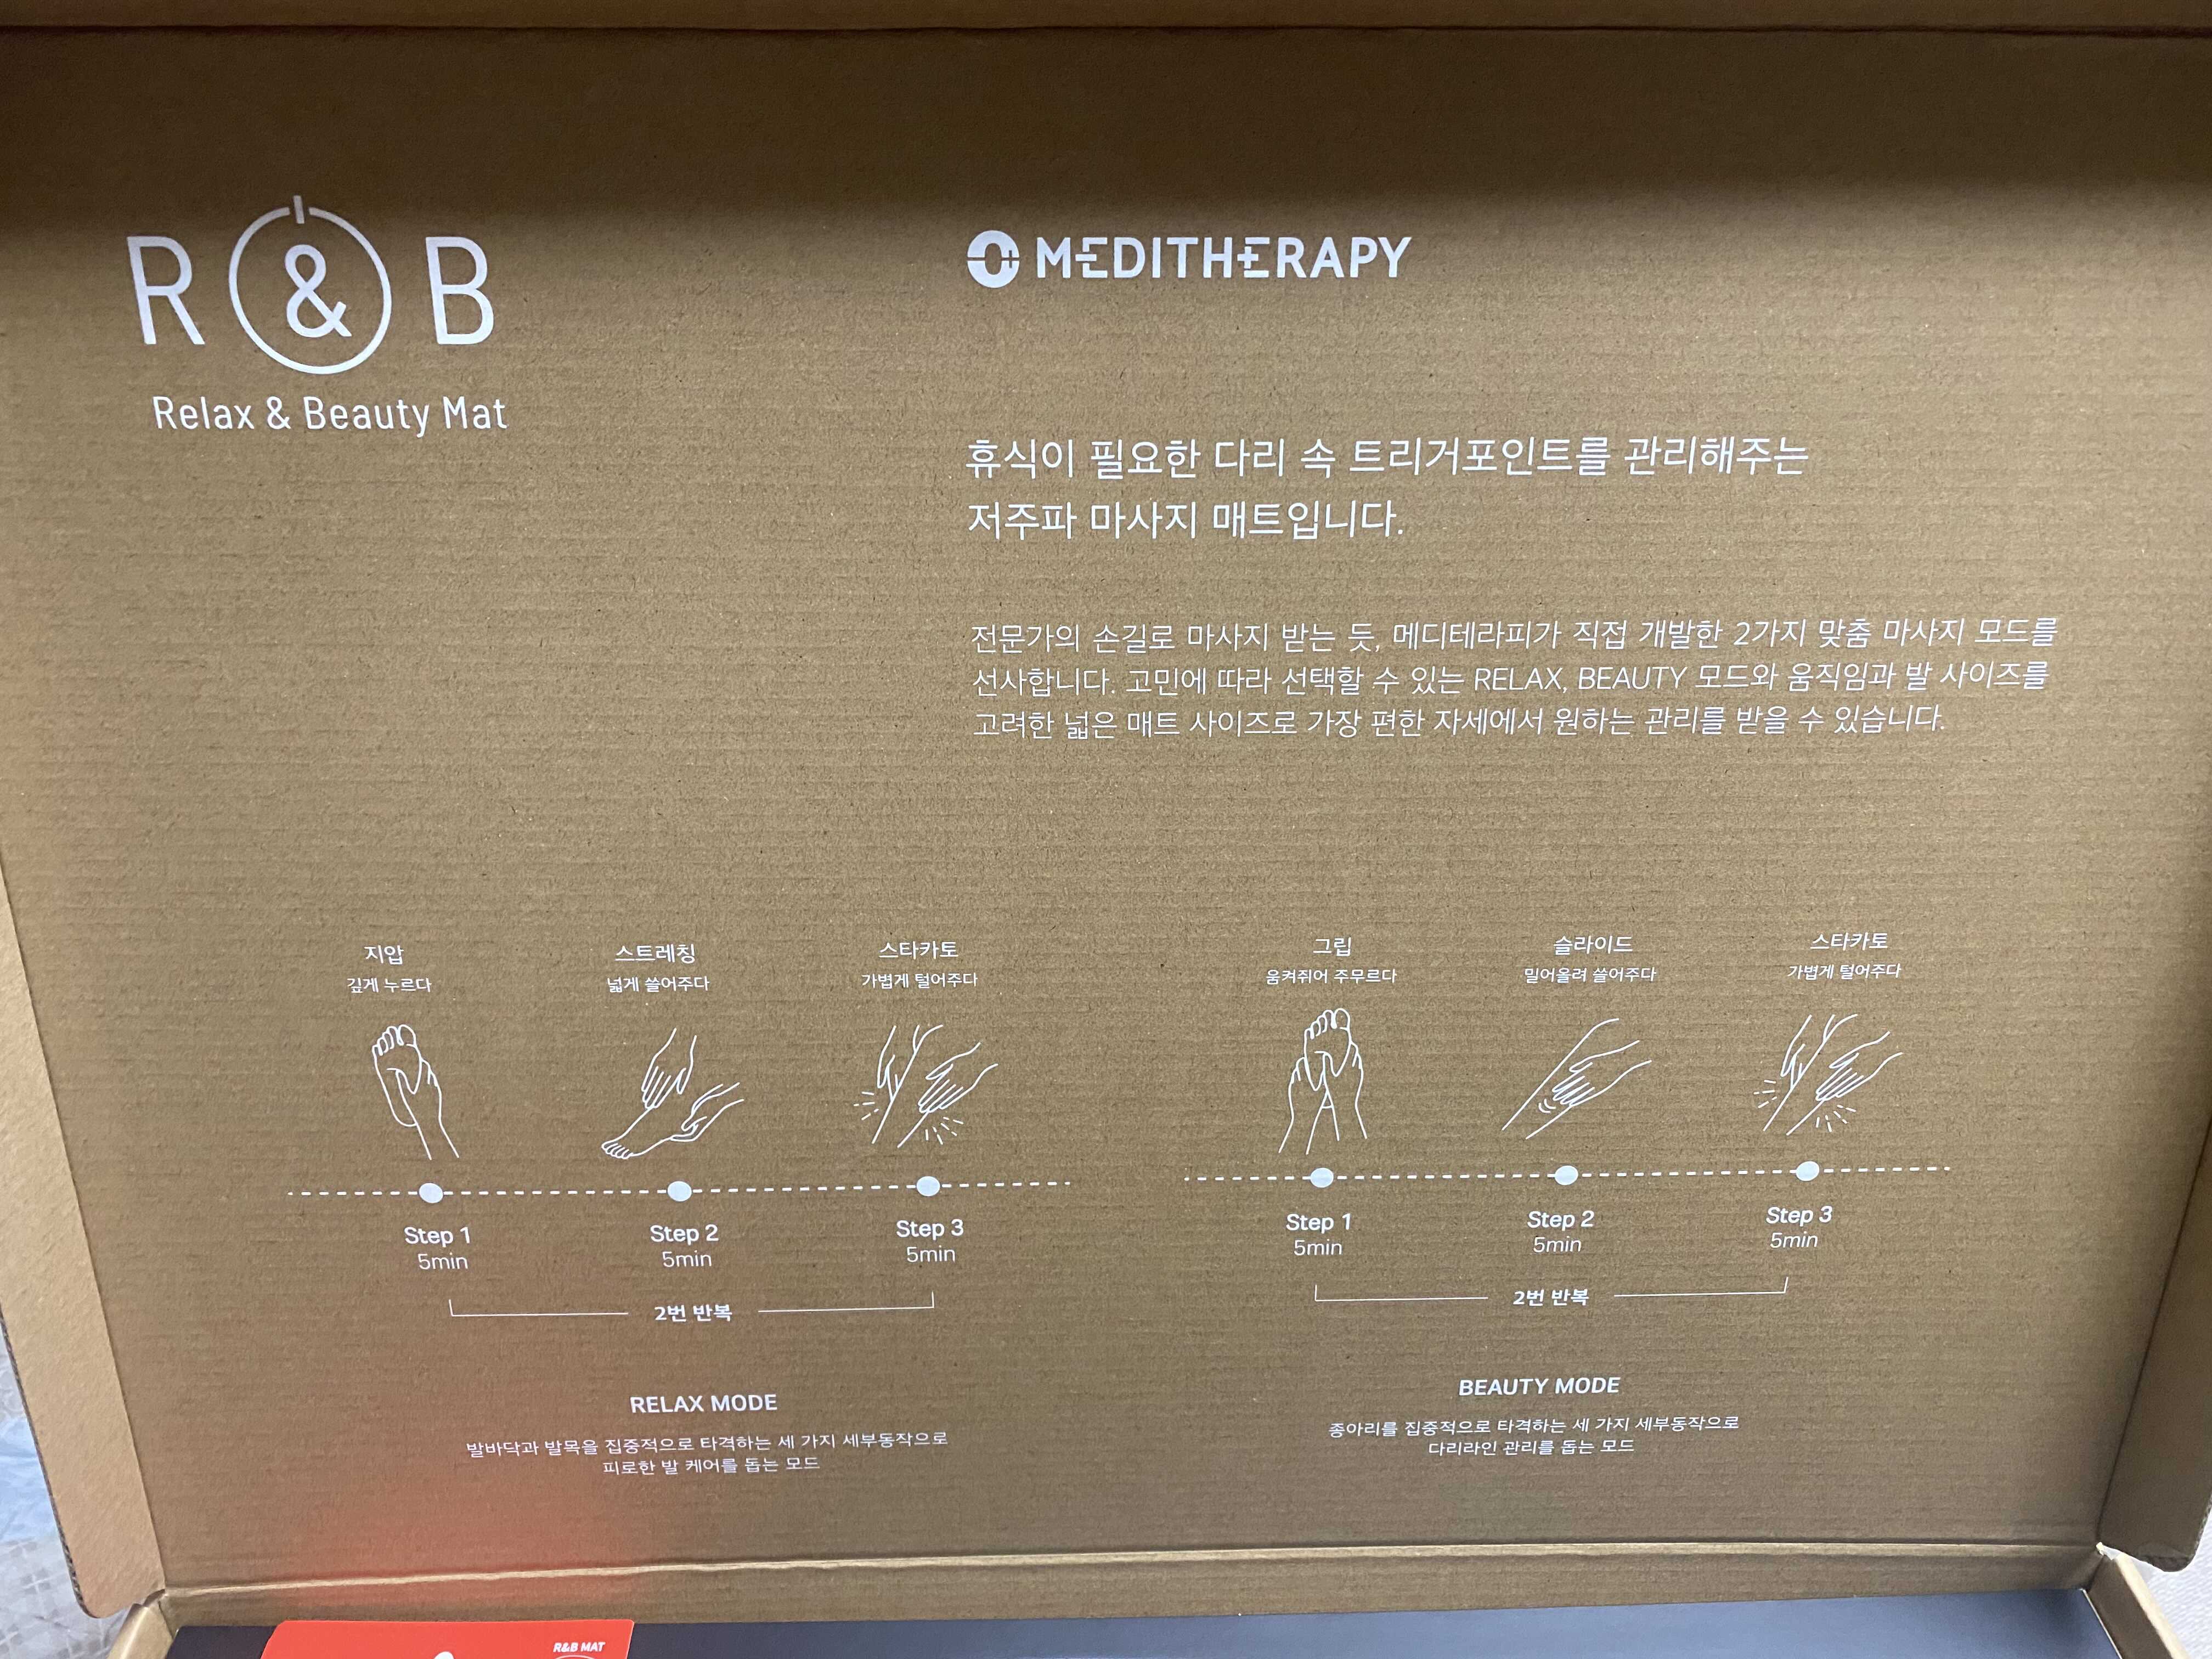 R & B
Relax & Beauty Mat
MEDITHERAPY
휴식이 필요한 다리 속 트리거포인트를 관리해주는
저주파 마사지 매트입니다.
전문가의 손길로 마사지 받는 듯, 메디테라피가 직접 개발한 2가지 맞춤 마사지 모드를
선사합니다. 고민에 따라 선택할 수 있는 RELAX, BEAUTY 모드와 움직임과 발 사이즈를
고려한 넓은 매트 사이즈로 가장 편한 자세에서 원하는 관리를 받을 수 있습니다.
지압
깊게 누르다
스트레칭
넓게 쓸어주다
스타카토
가볍게 털어주다
Step 1
5min
Step 2
5min
Step 3
5min
2번 반복
RELAX MODE
발바닥과 발목을 집중적으로 타격하는 세 가지 세부동작으로
피로한 발 케어를 돕는 모드
그립
움켜쥐어 주무르다
슬라이드
밀어올려 쓸어주다
스타카토
가볍게 털어주다
Step 1
5min
Step 2
5min
Step 3
5min
2번 반복
BEAUTY MODE
종아리를 집중적으로 타격하는 세 가지 세부동작으로
다리라인 관리를 돕는 모드
R&B MAT